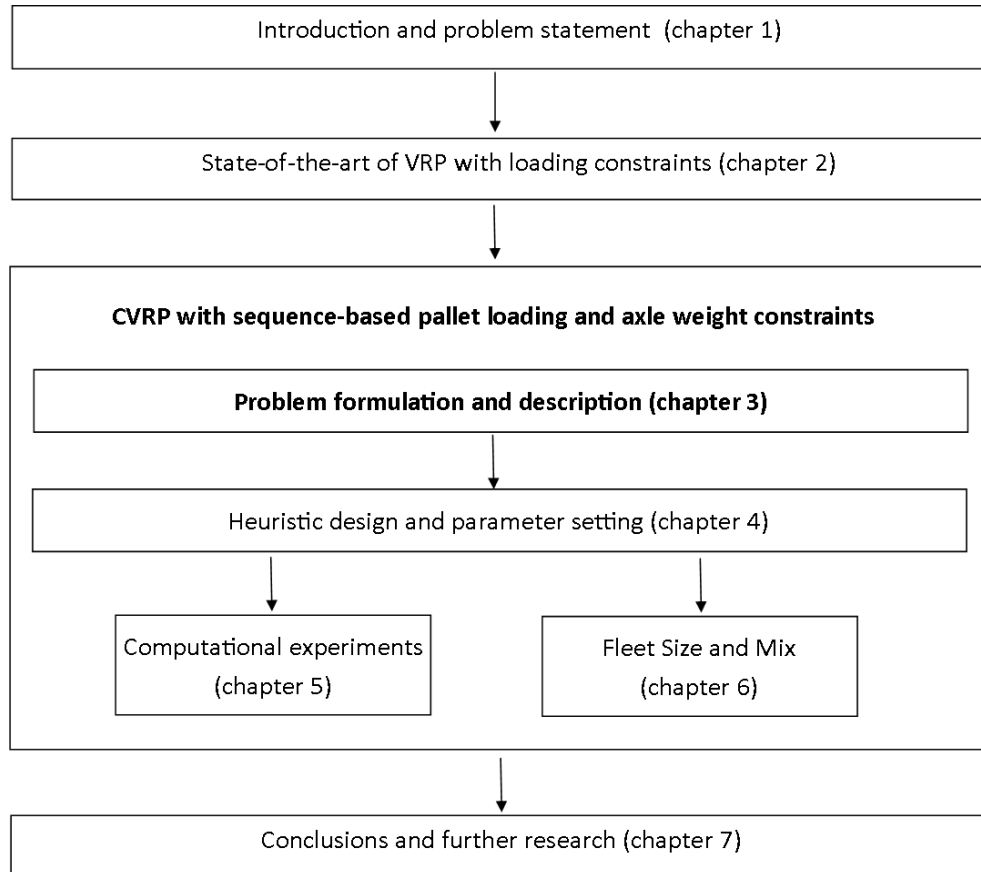 Introduction and problem statement (chapter 1)
State-of-the-art of VRP with loading constraints (chapter 2)
CVRP with sequence-based pallet loading and axle weight constraints
Problem formulation and description (chapter 3)
Heuristic design and parameter setting (chapter 4)
Computational experiments
(chapter 5)
Fleet Size and Mix
(chapter 6)
Conclusions and further research (chapter 7)